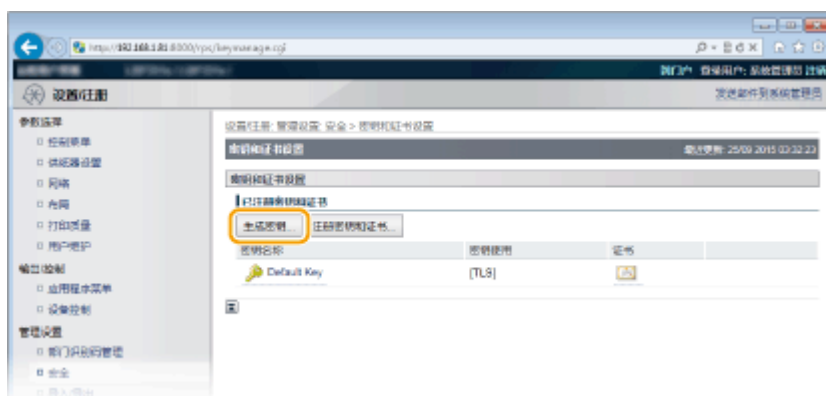 http://192.168.1.81:8000/rps/keymanage.cgi
到门户 登录用户: 系统管理员 注销
设置/注册
发送邮件到系统管理员
参数选择
控制菜单
供纸器设置
网络
布局
打印质量
用户维护
输出/控制
应用程序菜单
设备控制
管理设置
部门识别码管理
安全
设置/注册: 管理设置: 安全 > 密钥和证书设置
密钥和证书设置
最近更新: 25/09 2015 03:32:23
密钥和证书设置
已注册密钥和证书
生成密钥... 注册密钥和证书...
密钥名称 密钥使用 证书
Default Key [TLS]